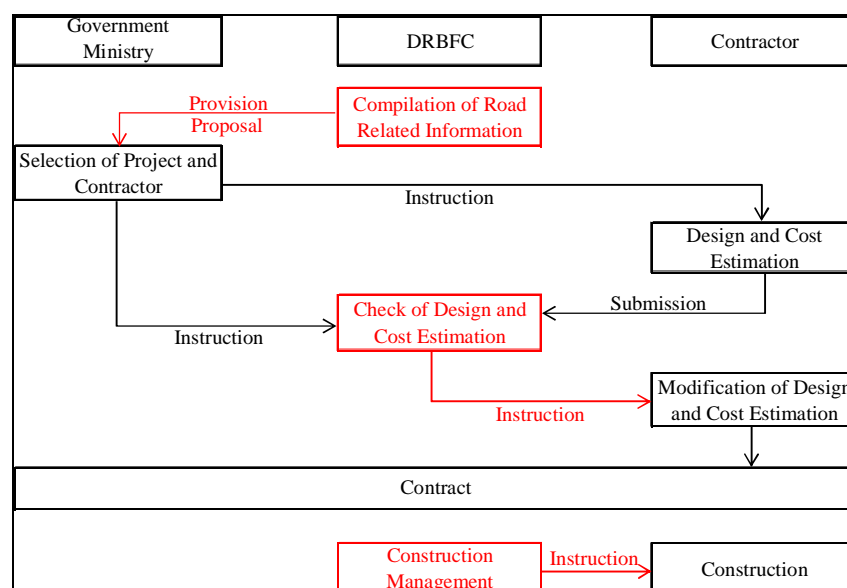 Government
Ministry
DRBFC
Contractor
Provision
Proposal
Compilation of Road
Related Information
Selection of Project and
Contractor
Instruction
Design and Cost
Estimation
Submission
Check of Design and
Cost Estimation
Instruction
Instruction
Modification of Design
and Cost Estimation
Contract
Construction
Management
Instruction
Construction